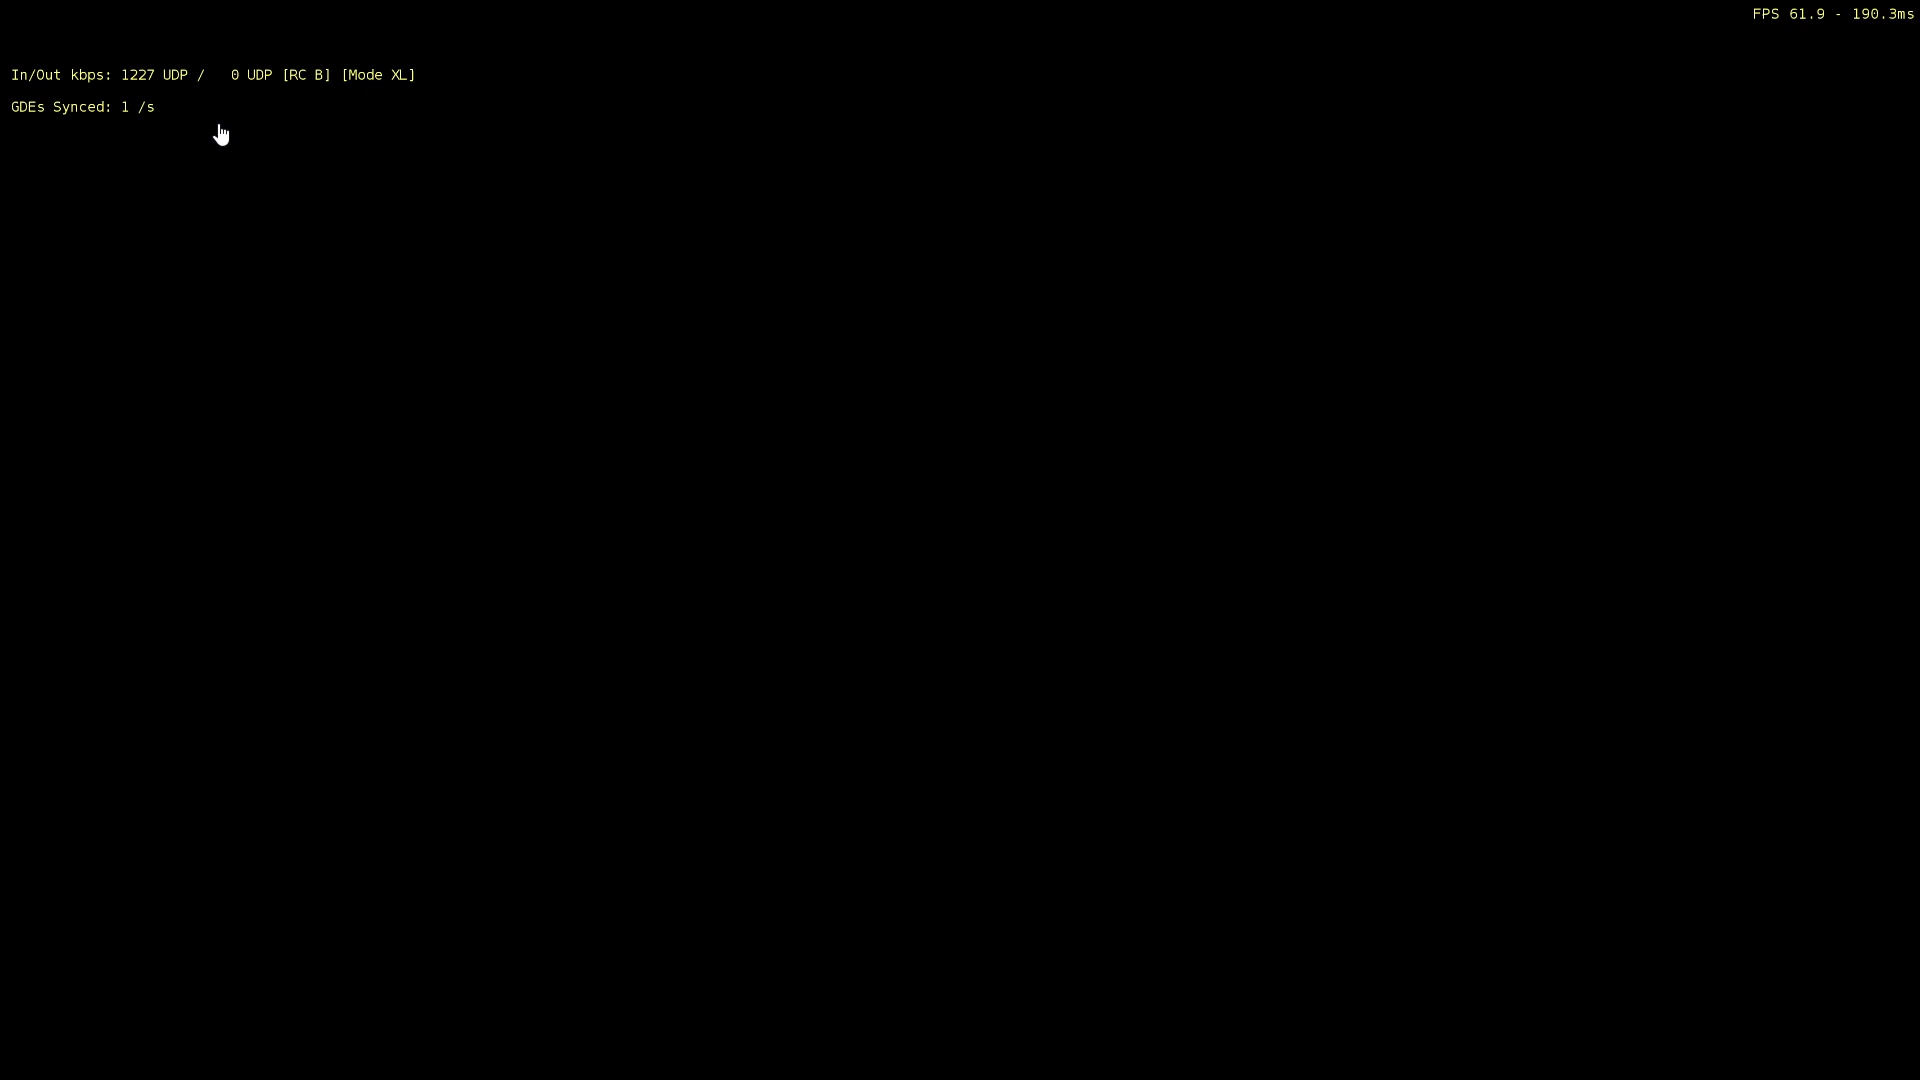 FPS 61.9 - 190.3ms
In/Out kbps: 1227 UDP /   0 UDP [RC B] [Mode XL]
GDEs Synced: 1 /s